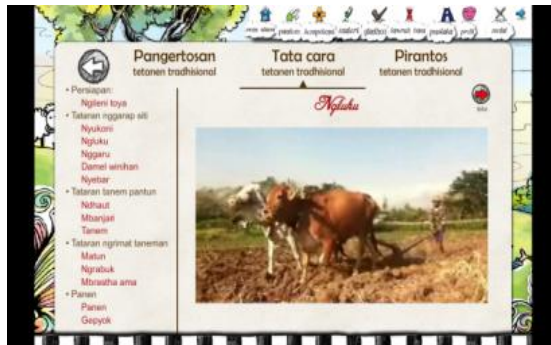 Pangertosan
tetanen tradhisional
Tata cara
tetanen tradhisional
Pirantos
tetanen tradhisional
Ngluku
• Persiapan:
Ngileni toya
• Tataran nggarap siti
Nyukoni
Ngluku
Nggaru
Damel winihan
Nyebar
• Tataran tanem pantun
Ndhaut
Mbanjari
Tanem
• Tataran ngrimat taneman
Matun
Ngrabuk
Mbrastha ama
• Panen
Panen
Gepyok